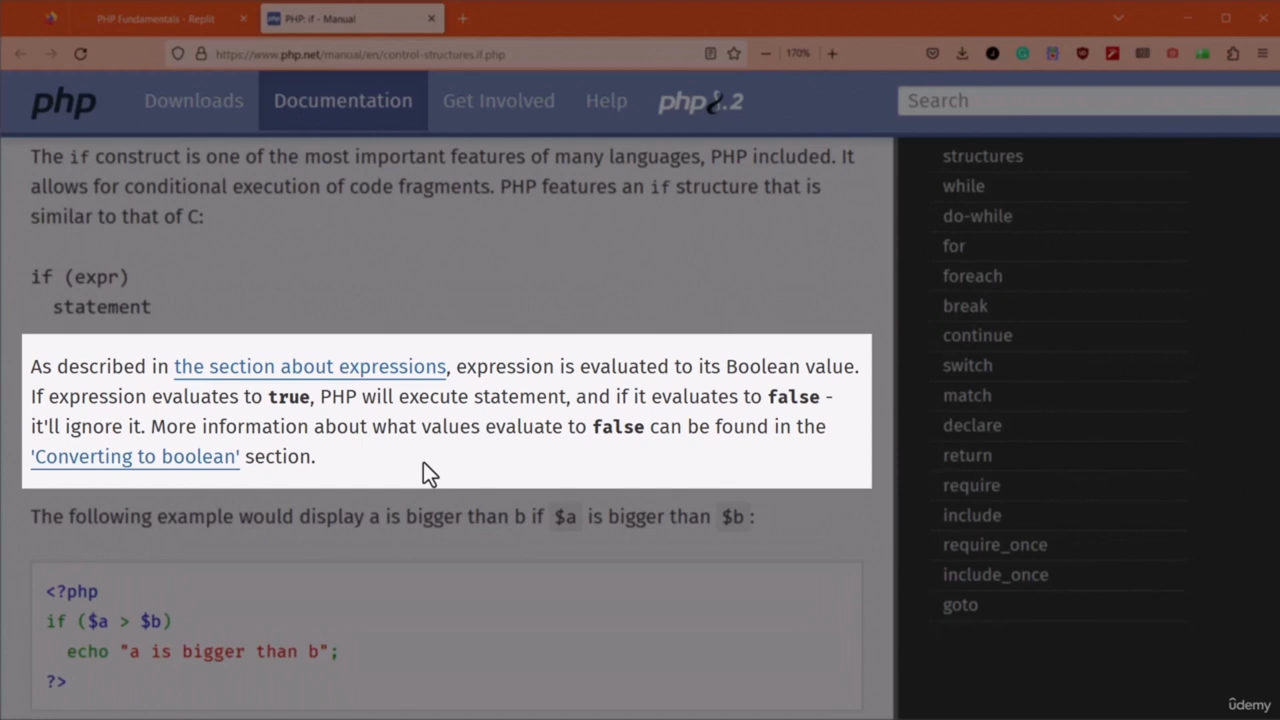 PHP Fundamentals - Replit
PHP: if - Manual
https://www.php.net/manual/en/control-structures.if.php
170%
php
Downloads
Documentation
Get Involved
Help
php8.2
Search
The if construct is one of the most important features of many languages, PHP included. It
allows for conditional execution of code fragments. PHP features an if structure that is
similar to that of C:
if (expr)
statement
As described in the section about expressions, expression is evaluated to its Boolean value.
If expression evaluates to true, PHP will execute statement, and if it evaluates to false -
it'll ignore it. More information about what values evaluate to false can be found in the
'Converting to boolean' section.
The following example would display a is bigger than b if $a is bigger than $b:
<?php
if ($a > $b)
echo "a is bigger than b";
?>
structures
while
do-while
for
foreach
break
continue
switch
match
declare
return
require
include
require_once
include_once
goto
ûdemy